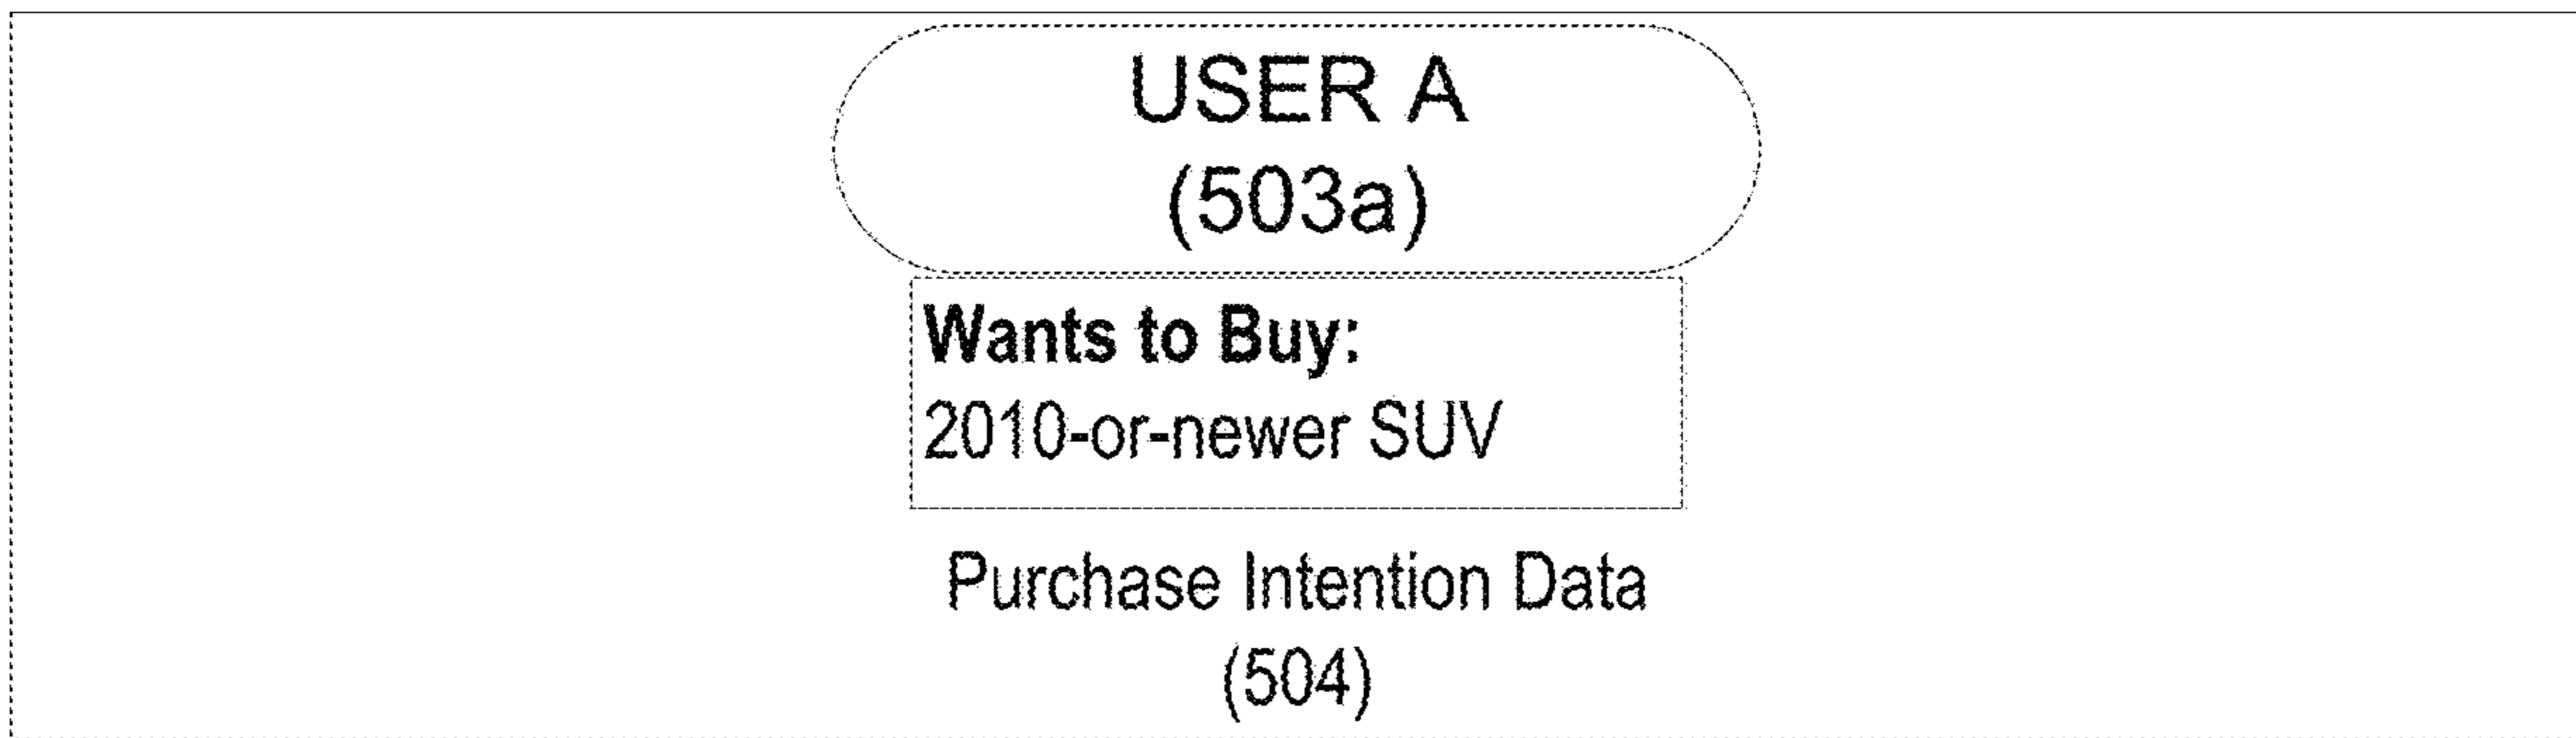 USER A
(503a)
Wants to Buy:
2010-or-newer SUV
Purchase Intention Data
(504)